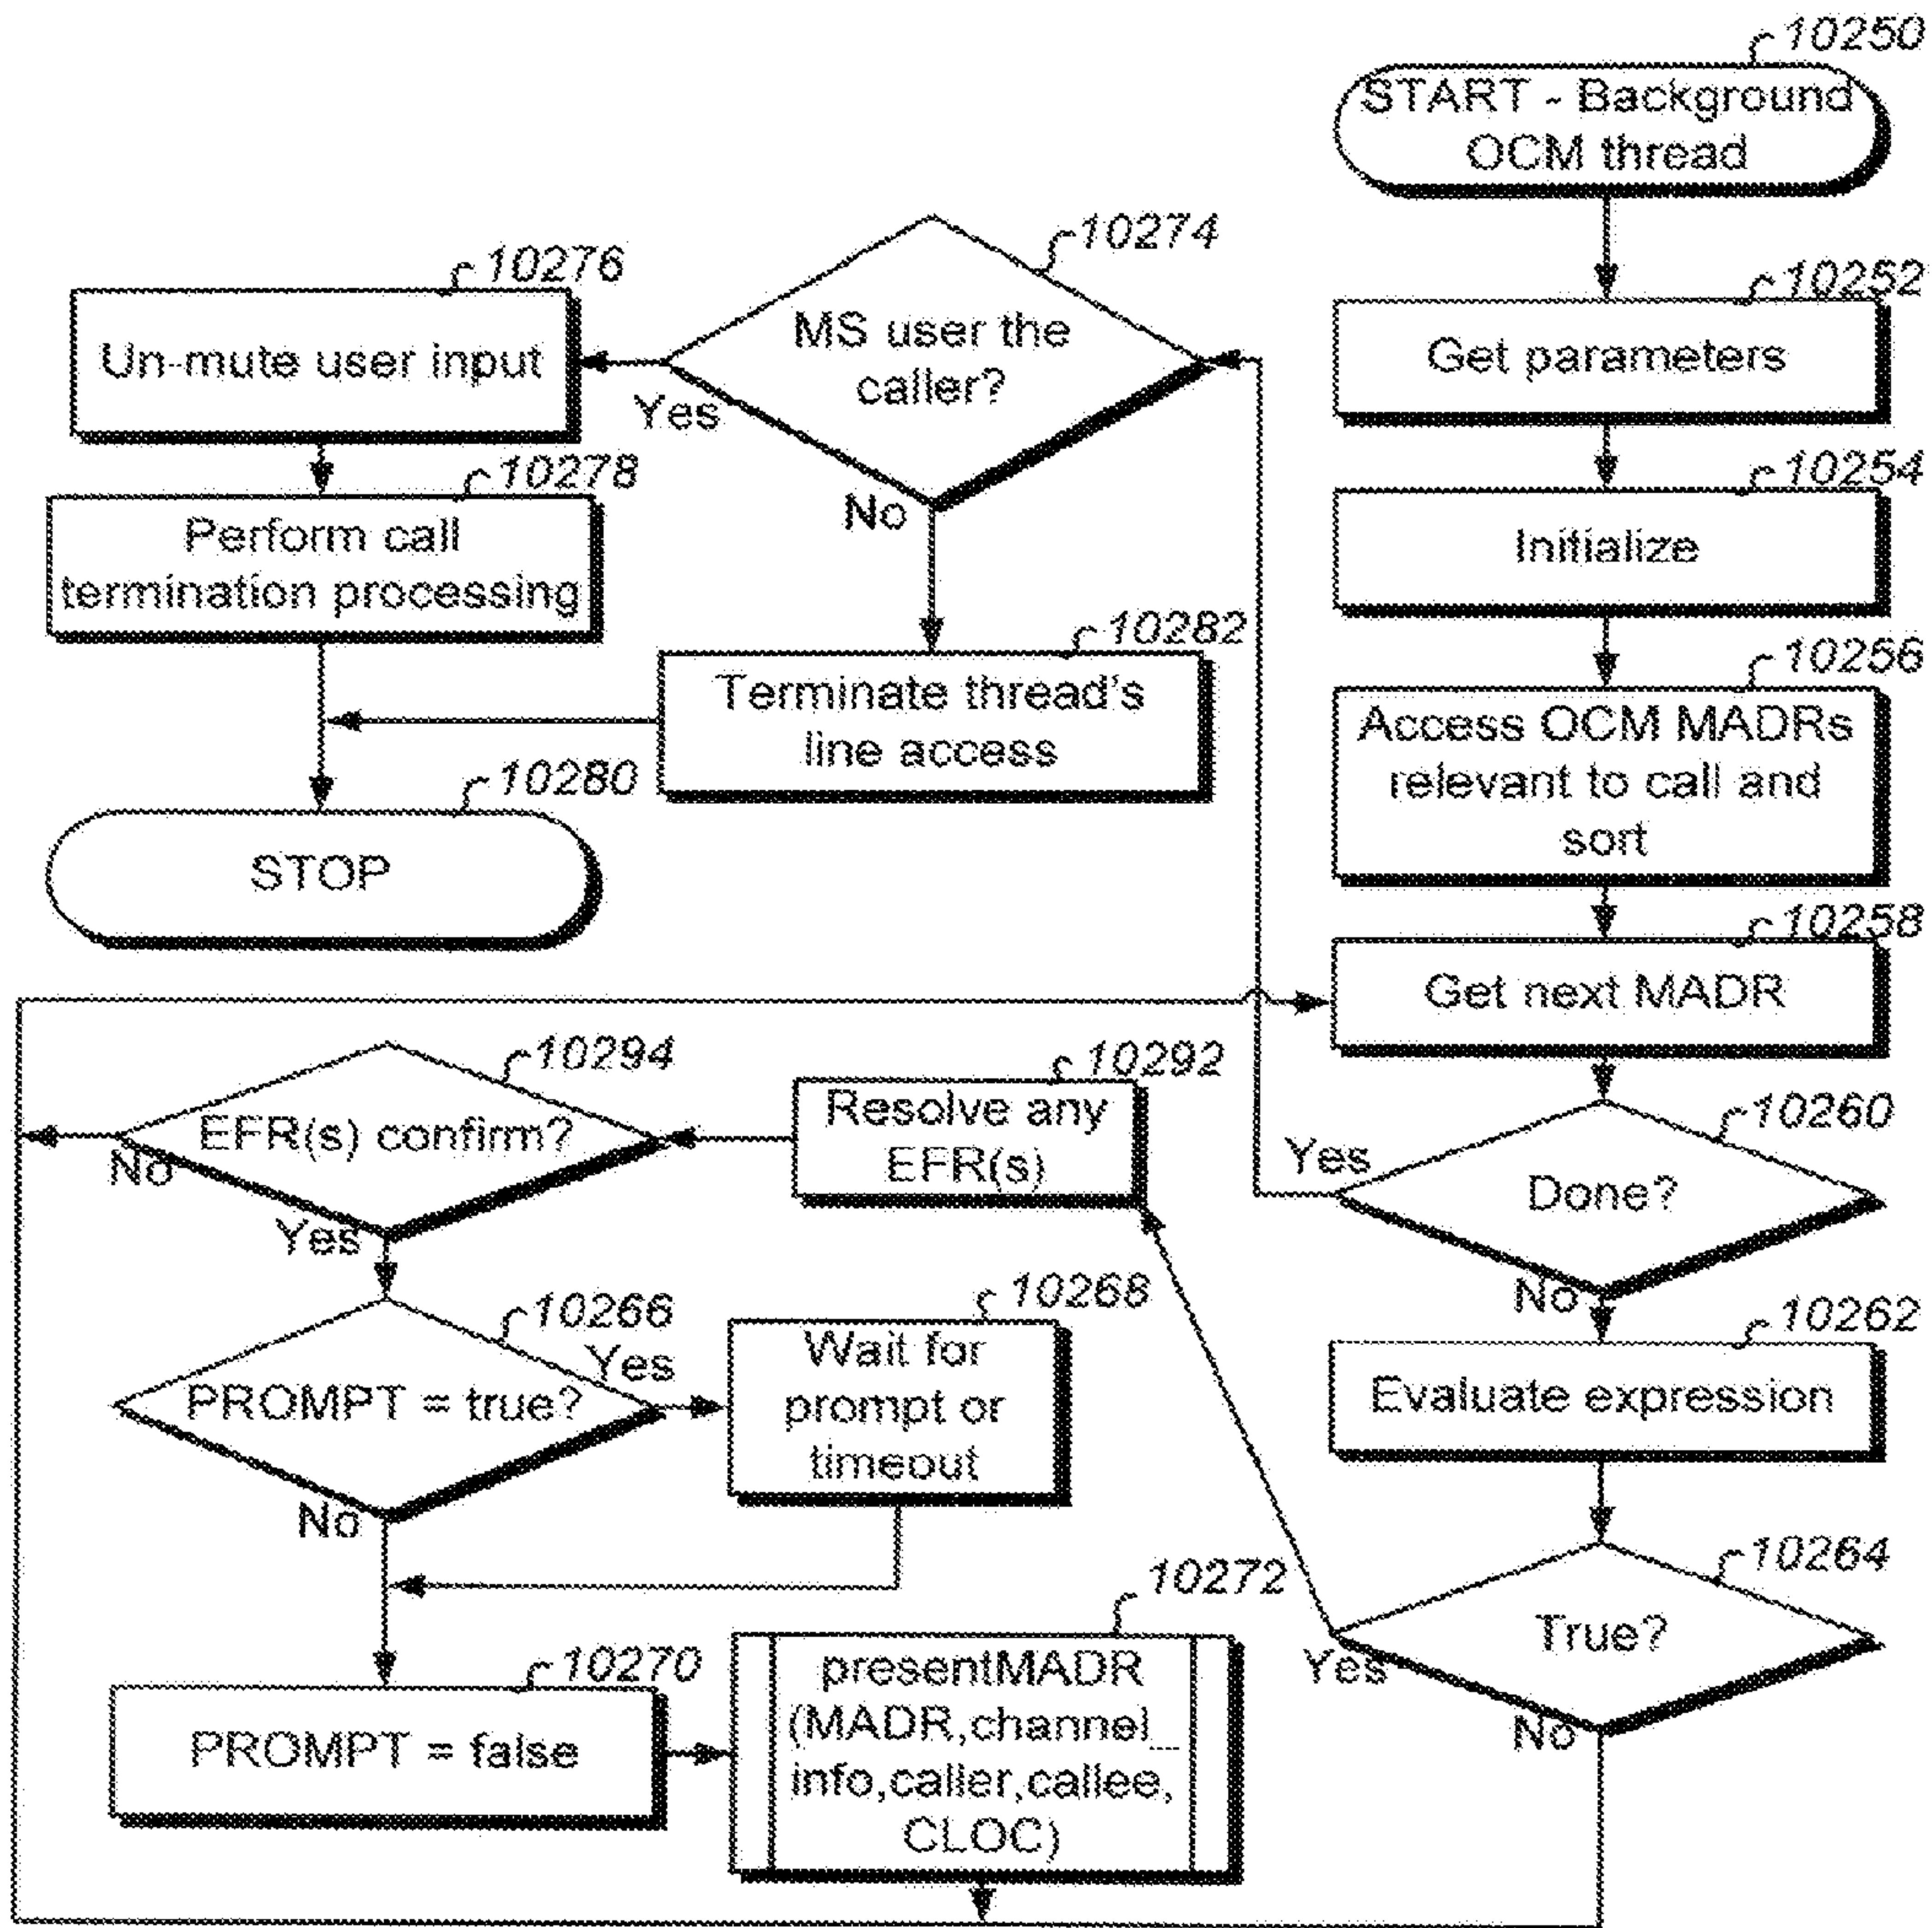 10250
START - Background
OCM thread
10252
Get parameters
10254
Initialize
10256
Access OCM MADRs
relevant to call and
sort
10258
Get next MADR
10260
Done?
Yes
No
10262
Evaluate expression
10264
True?
Yes
No
10274
MS user the
caller?
Yes
No
10276
Un-mute user input
10278
Perform call
termination processing
10282
Terminate thread's
line access
10280
STOP
10292
Resolve any
EFR(s)
10294
EFR(s) confirm?
No
Yes
10266
PROMPT = true?
Yes
No
10268
Wait for
prompt or
timeout
10270
PROMPT = false
10272
presentMADR
(MADR,channel_
info,caller,callee,
CLOC)